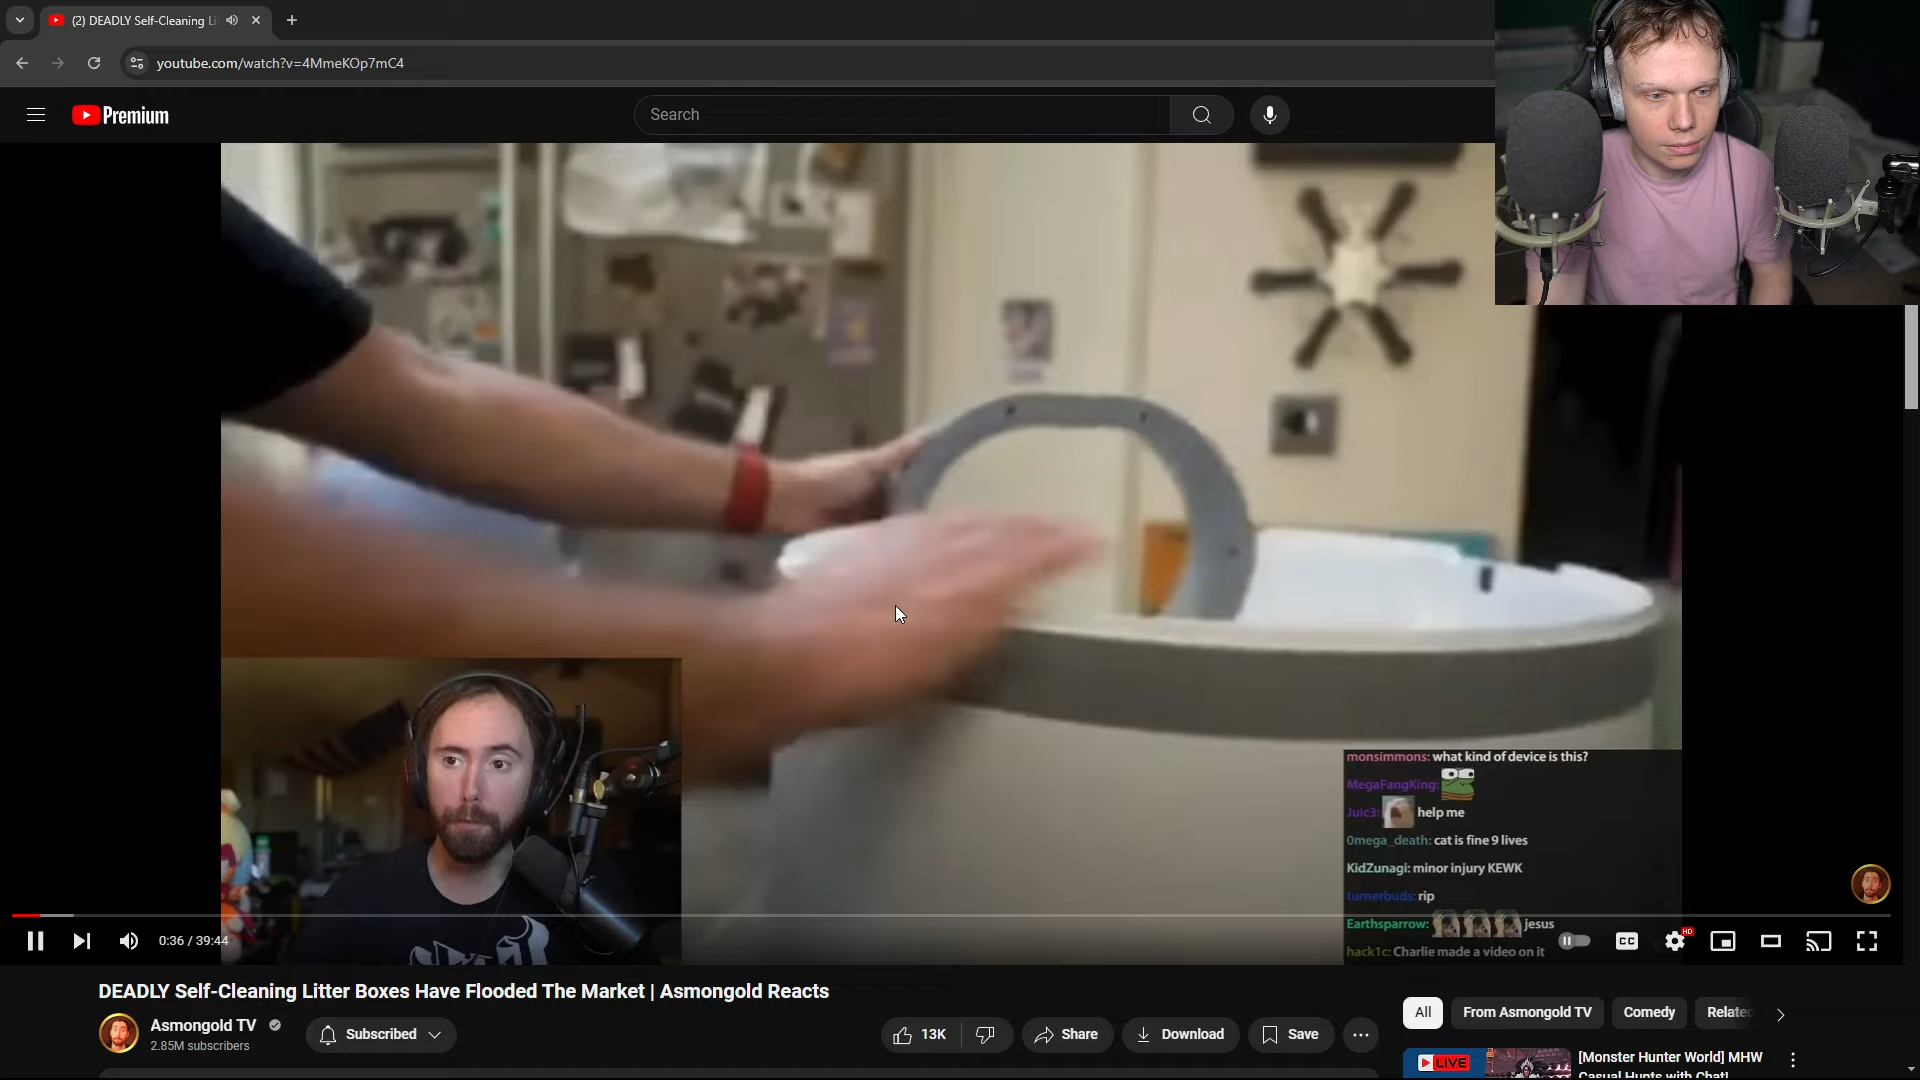 (2) DEADLY Self-Cleaning Li
youtube.com/watch?v=4MmeKOp7mC4
Premium
Search
monsimmons: what kind of device is this?
MegaFangKing:
Juic3: help me
0mega_death: cat is fine 9 lives
KidZunagi: minor injury KEWK
turnerbuds: rip
Earthsparrow: jesus
hack1c: Charlie made a video on it
0:36 / 39:44
CC
HD
DEADLY Self-Cleaning Litter Boxes Have Flooded The Market | Asmongold Reacts
Asmongold TV
2.85M subscribers
Subscribed
13K
Share
Download
Save
All
From Asmongold TV
Comedy
Related
LIVE
[Monster Hunter World] MHW
Casual Hunts with Chat!